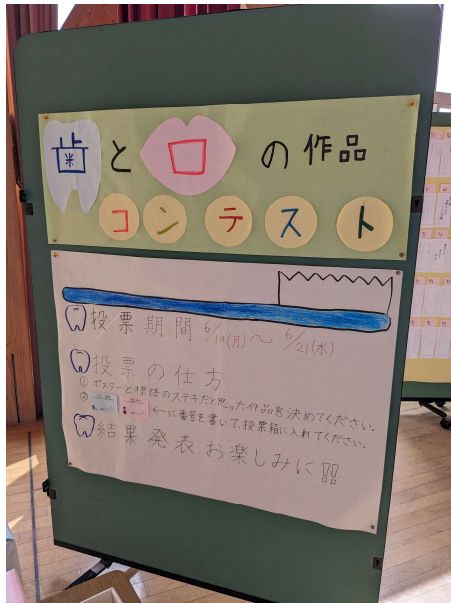 歯と口の作品
コンテスト
投票期間 6/19(月)～6/21(水)
投票の仕方
① ポスターと標語のステキだと思った作品を決めてください。
② ←に番号を書いて、投票箱に入れてください。
結果発表お楽しみに!!